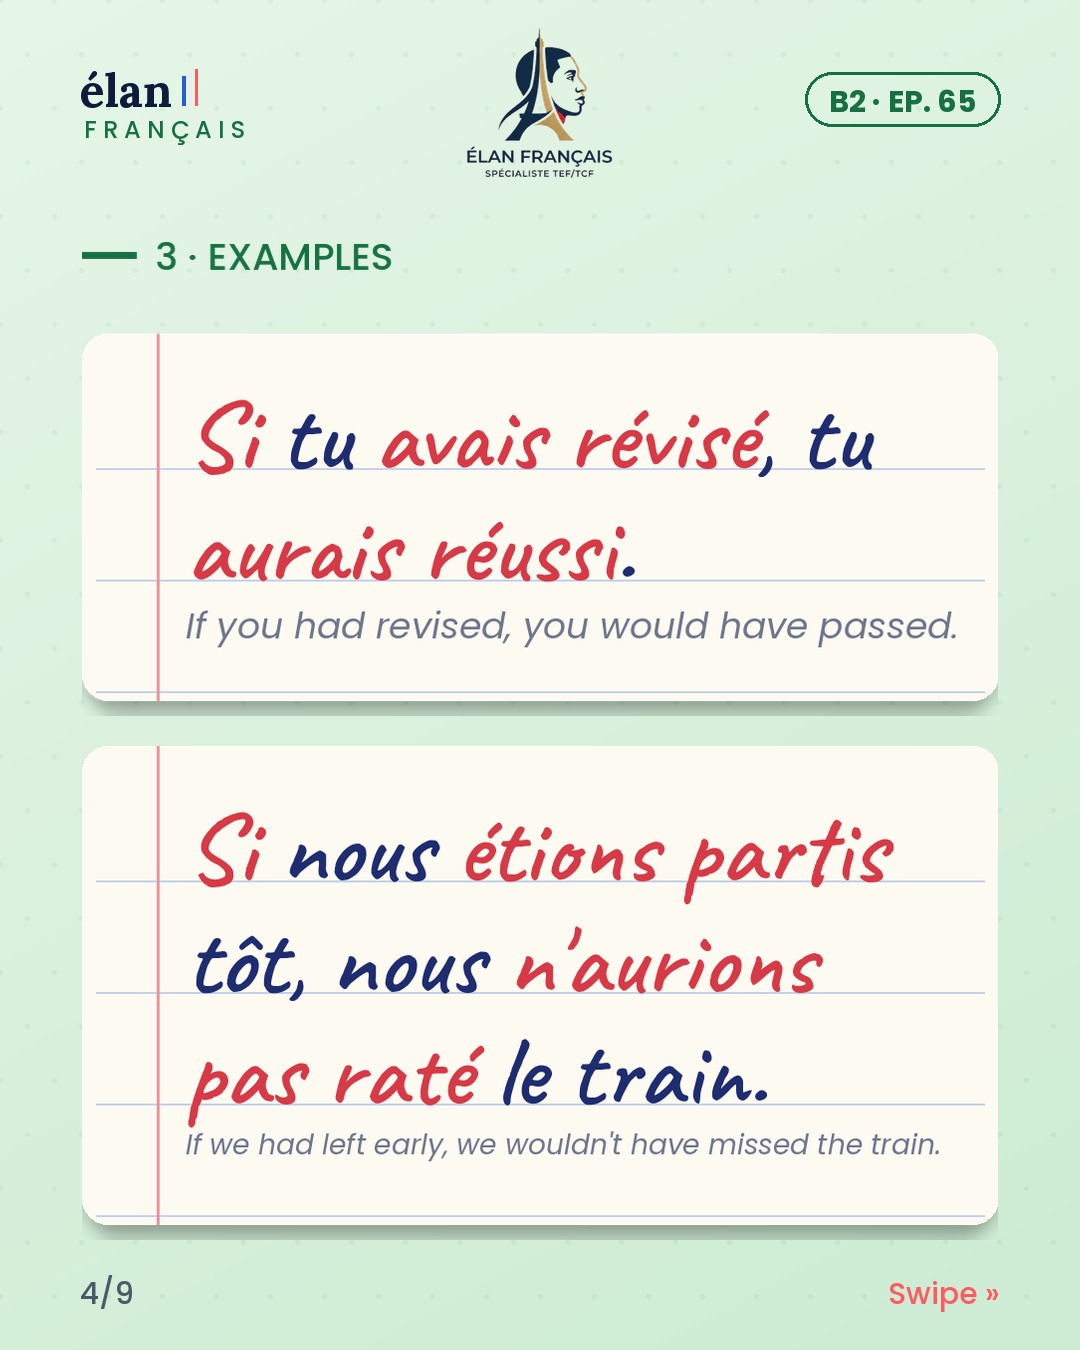 élan
FRANÇAIS
ÉLAN FRANÇAIS
SPÉCIALISTE TEF/TCF
B2 · EP. 65
3 · EXAMPLES
Si tu avais révisé, tu
aurais réussi.
If you had revised, you would have passed.
Si nous étions partis
tôt, nous n'aurions
pas raté le train.
If we had left early, we wouldn't have missed the train.
4/9
Swipe »